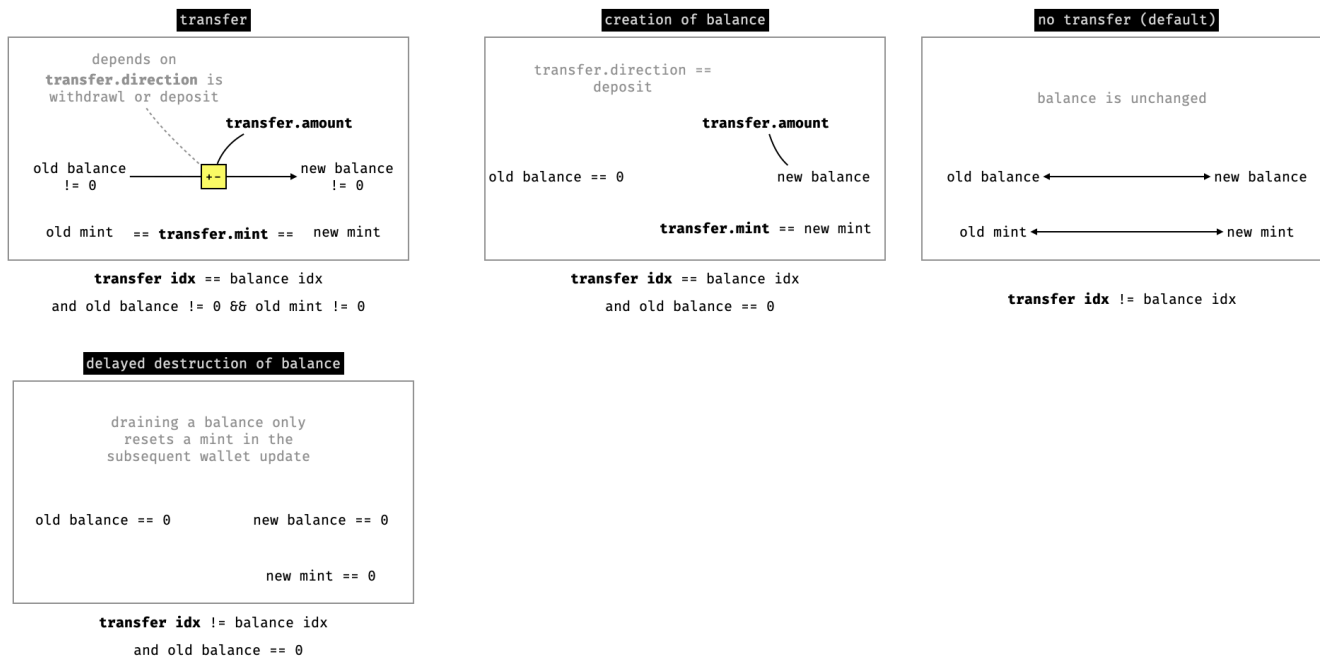 transfer
depends on
transfer.direction is
withdrawl or deposit
transfer.amount
old balance
!= 0
+-
new balance
!= 0
old mint == transfer.mint == new mint
transfer idx == balance idx
and old balance != 0 && old mint != 0
creation of balance
transfer.direction ==
deposit
transfer.amount
old balance == 0
new balance
transfer.mint == new mint
transfer idx == balance idx
and old balance == 0
no transfer (default)
balance is unchanged
old balance
new balance
old mint
new mint
transfer idx != balance idx
delayed destruction of balance
draining a balance only
resets a mint in the
subsequent wallet update
old balance == 0
new balance == 0
new mint == 0
transfer idx != balance idx
and old balance == 0